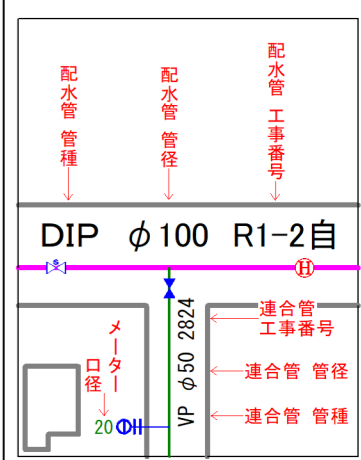 配水管 管種
配水管 管径
配水管 工事番号
DIP φ100 R1-2自
S
H
連合管
工事番号
VP φ50 2824
メーター
口径
連合管 管径
連合管 管種
20